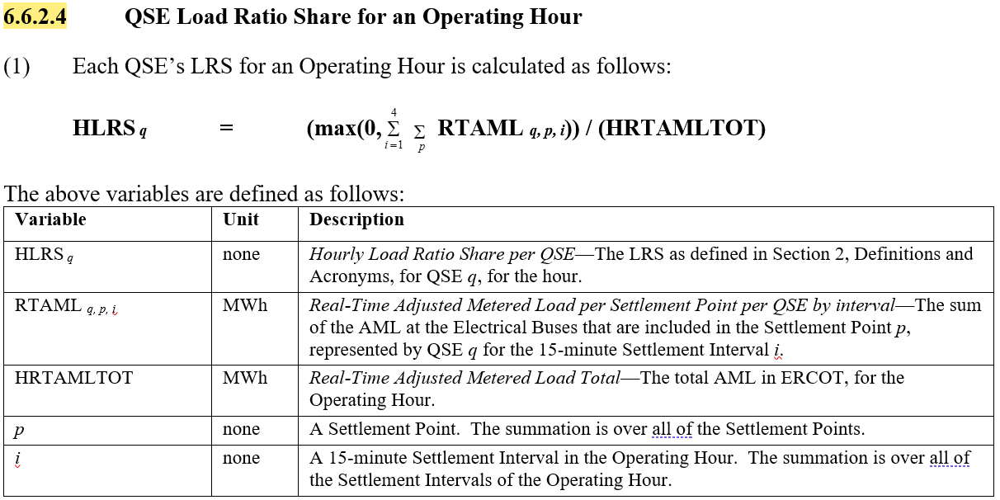 6.6.2.4 QSE Load Ratio Share for an Operating Hour
(1) Each QSE’s LRS for an Operating Hour is calculated as follows:
HLRS q = (max(0, 4 Σ i=1 Σ p RTAML q, p, i)) / (HRTAMLTOT)
The above variables are defined as follows:
Variable Unit Description
HLRS q none Hourly Load Ratio Share per QSE—The LRS as defined in Section 2, Definitions and
Acronyms, for QSE q, for the hour.
RTAML q, p, i MWh Real-Time Adjusted Metered Load per Settlement Point per QSE by interval—The sum
of the AML at the Electrical Buses that are included in the Settlement Point p,
represented by QSE q for the 15-minute Settlement Interval i.
HRTAMLTOT MWh Real-Time Adjusted Metered Load Total—The total AML in ERCOT, for the
Operating Hour.
p none A Settlement Point. The summation is over all of the Settlement Points.
i none A 15-minute Settlement Interval in the Operating Hour. The summation is over all of
the Settlement Intervals of the Operating Hour.